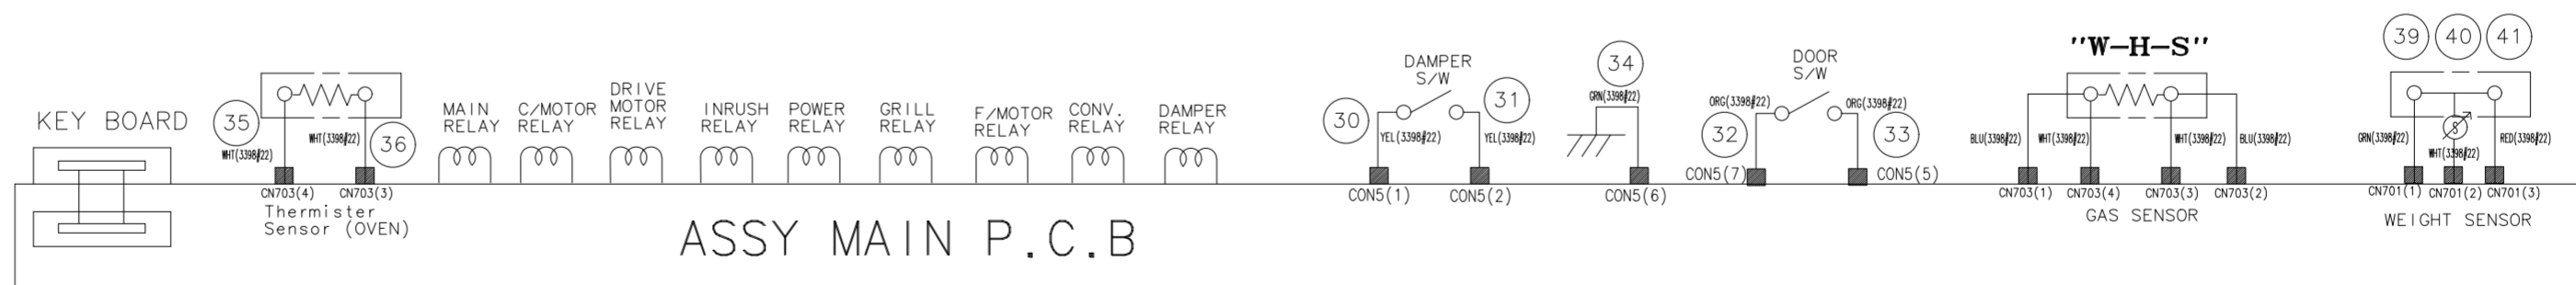 KEY BOARD
35
WHT(3398#22)
WHT(3398#22)
36
CN703(4)
CN703(3)
Thermister
Sensor (OVEN)
MAIN
RELAY
C/MOTOR
RELAY
DRIVE
MOTOR
RELAY
INRUSH
RELAY
POWER
RELAY
GRILL
RELAY
F/MOTOR
RELAY
CONV.
RELAY
DAMPER
RELAY
ASSY MAIN P.C.B
DAMPER
S/W
30
31
YEL(3398#22)
YEL(3398#22)
CON5(1)
CON5(2)
34
GRN(3398#22)
CON5(6)
DOOR
S/W
ORG(3398#22)
ORG(3398#22)
32
33
CON5(7)
CON5(5)
"W-H-S"
BLU(3398#22)
WHT(3398#22)
WHT(3398#22)
BLU(3398#22)
CN703(1)
CN703(4)
CN703(3)
CN703(2)
GAS SENSOR
39
40
41
S
GRN(3398#22)
WHT(3398#22)
RED(3398#22)
CN701(1)
CN701(2)
CN701(3)
WEIGHT SENSOR